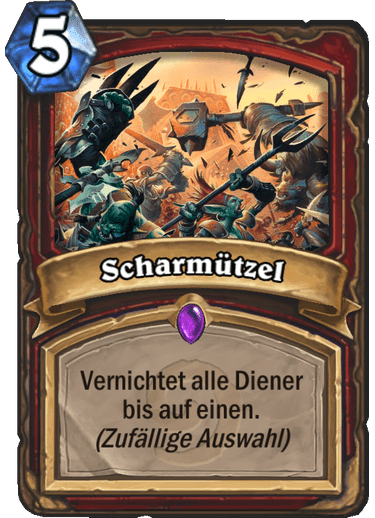 5
Scharmützel
Vernichtet alle Diener
bis auf einen.
(Zufällige Auswahl)